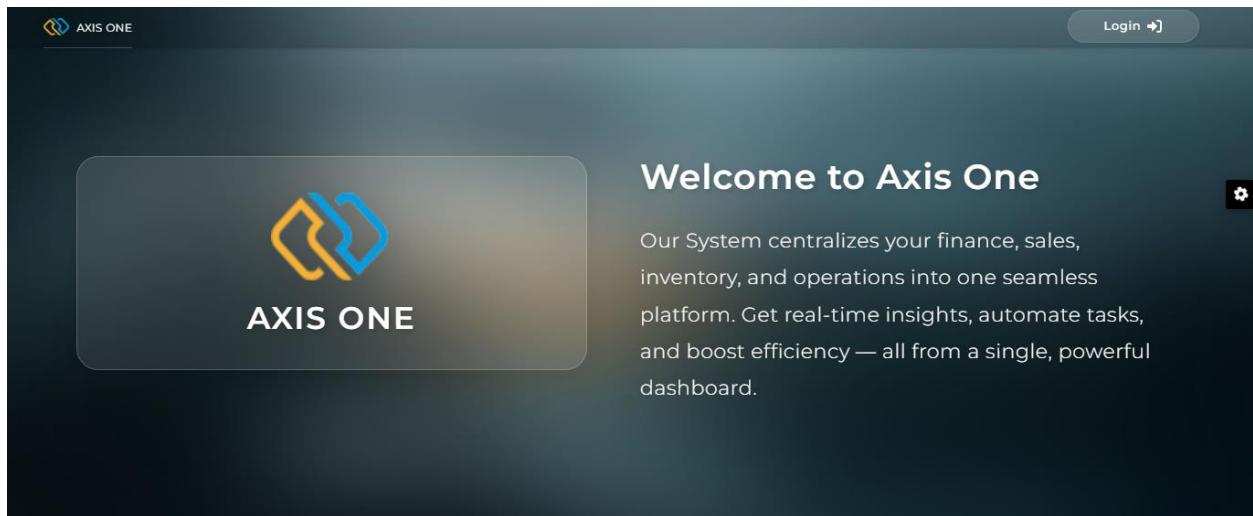 AXIS ONE
Login
AXIS ONE
Welcome to Axis One
Our System centralizes your finance, sales,
inventory, and operations into one seamless
platform. Get real-time insights, automate tasks,
and boost efficiency — all from a single, powerful
dashboard.